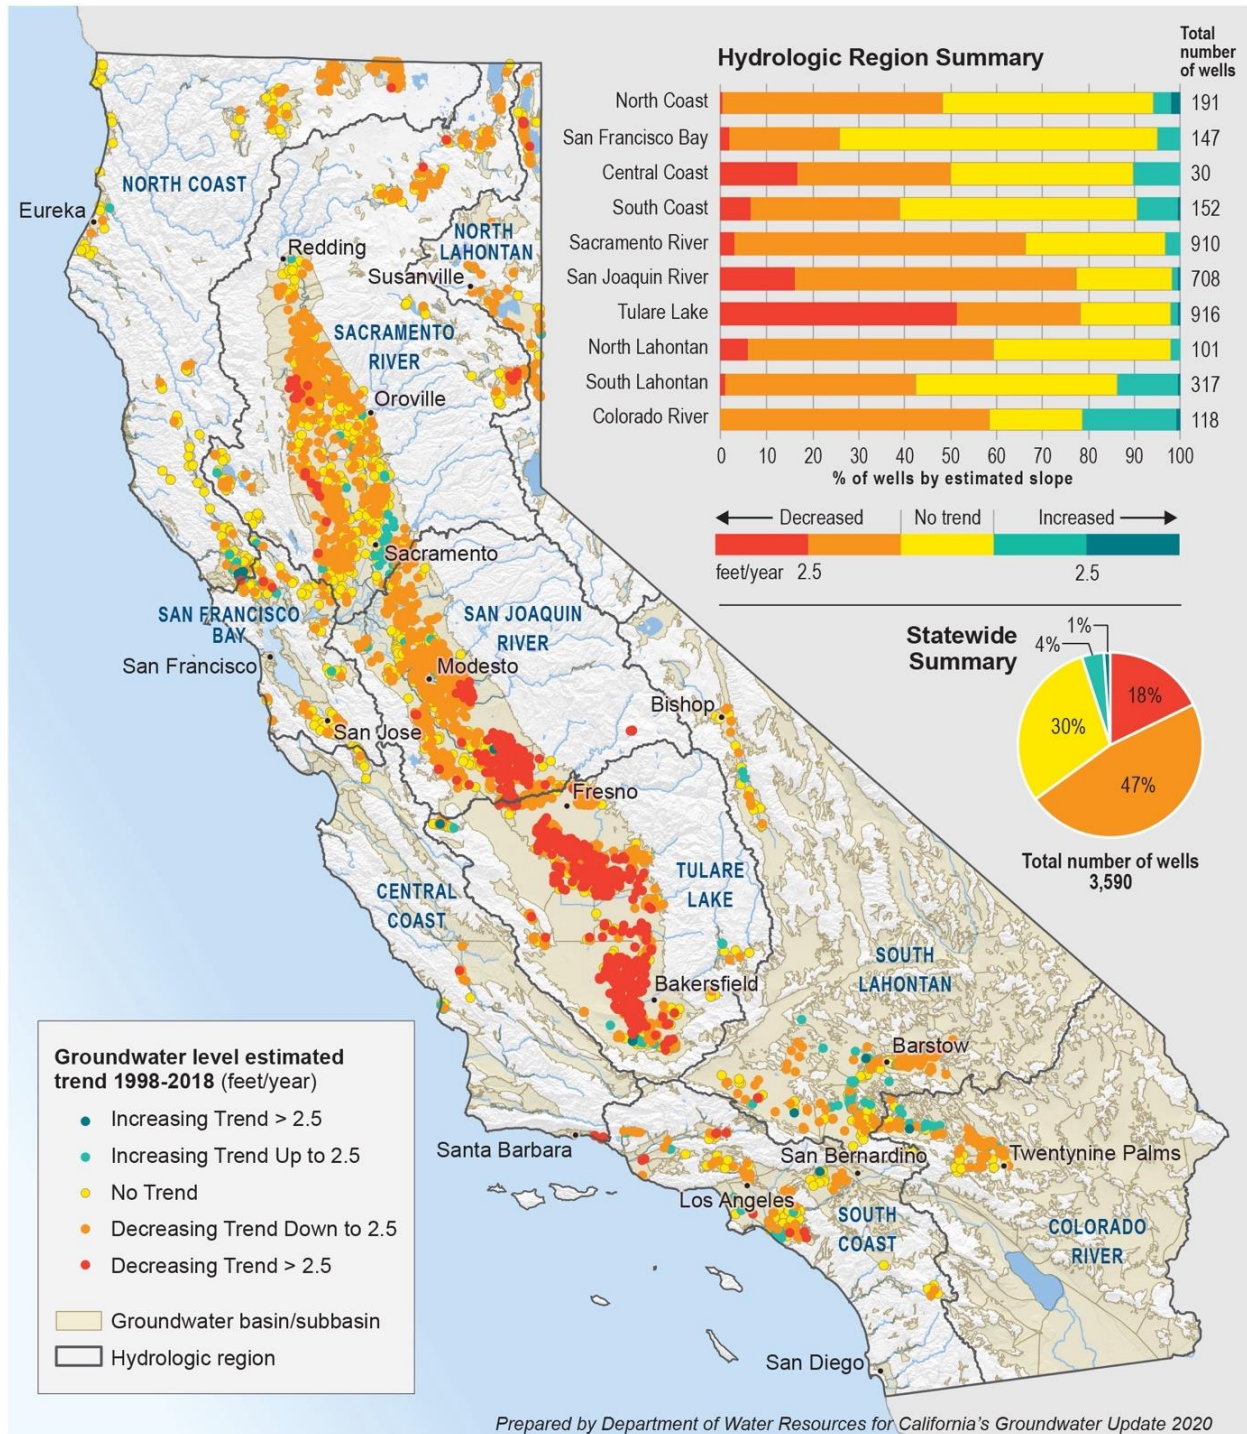 Total
number
of wells
Hydrologic Region Summary
North Coast 191
San Francisco Bay 147
Central Coast 30
South Coast 152
Sacramento River 910
San Joaquin River 708
Tulare Lake 916
North Lahontan 101
South Lahontan 317
Colorado River 118
0 10 20 30 40 50 60 70 80 90 100
% of wells by estimated slope
Decreased No trend Increased
feet/year 2.5 2.5
Statewide
Summary
1%
4%
18%
30%
47%
Total number of wells
3,590
NORTH COAST
Eureka
Redding
NORTH
LAHONTAN
Susanville
SACRAMENTO
RIVER
Oroville
Sacramento
SAN FRANCISCO
BAY
SAN JOAQUIN
RIVER
San Francisco
Modesto
Bishop
San Jose
Fresno
CENTRAL
COAST
TULARE
LAKE
SOUTH
LAHONTAN
Bakersfield
Barstow
Santa Barbara
San Bernardino
Twentynine Palms
Los Angeles
SOUTH
COAST
COLORADO
RIVER
San Diego
Groundwater level estimated
trend 1998-2018 (feet/year)
Increasing Trend > 2.5
Increasing Trend Up to 2.5
No Trend
Decreasing Trend Down to 2.5
Decreasing Trend > 2.5
Groundwater basin/subbasin
Hydrologic region
Prepared by Department of Water Resources for California's Groundwater Update 2020